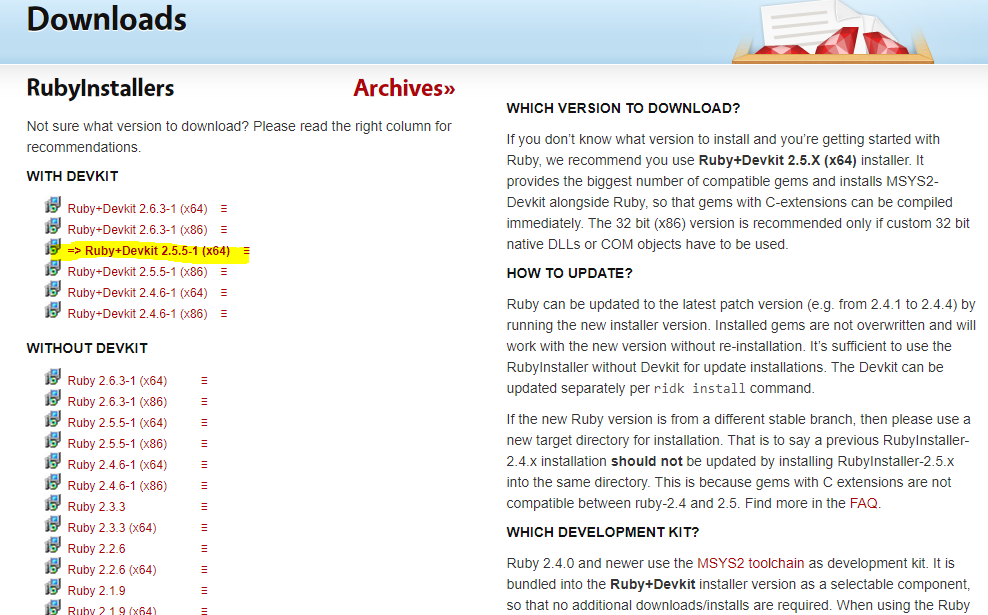 Downloads
RubyInstallers
Archives»
Not sure what version to download? Please read the right column for
recommendations.
WITH DEVKIT
Ruby+Devkit 2.6.3-1 (x64) ≡
Ruby+Devkit 2.6.3-1 (x86) ≡
=> Ruby+Devkit 2.5.5-1 (x64) ≡
Ruby+Devkit 2.5.5-1 (x86) ≡
Ruby+Devkit 2.4.6-1 (x64) ≡
Ruby+Devkit 2.4.6-1 (x86) ≡
WITHOUT DEVKIT
Ruby 2.6.3-1 (x64) ≡
Ruby 2.6.3-1 (x86) ≡
Ruby 2.5.5-1 (x64) ≡
Ruby 2.5.5-1 (x86) ≡
Ruby 2.4.6-1 (x64) ≡
Ruby 2.4.6-1 (x86) ≡
Ruby 2.3.3 ≡
Ruby 2.3.3 (x64) ≡
Ruby 2.2.6 ≡
Ruby 2.2.6 (x64) ≡
Ruby 2.1.9 ≡
Ruby 2.1.9 (x64) ≡
WHICH VERSION TO DOWNLOAD?
If you don’t know what version to install and you’re getting started with
Ruby, we recommend you use Ruby+Devkit 2.5.X (x64) installer. It
provides the biggest number of compatible gems and installs MSYS2-
Devkit alongside Ruby, so that gems with C-extensions can be compiled
immediately. The 32 bit (x86) version is recommended only if custom 32 bit
native DLLs or COM objects have to be used.
HOW TO UPDATE?
Ruby can be updated to the latest patch version (e.g. from 2.4.1 to 2.4.4) by
running the new installer version. Installed gems are not overwritten and will
work with the new version without re-installation. It’s sufficient to use the
RubyInstaller without Devkit for update installations. The Devkit can be
updated separately per ridk install command.
If the new Ruby version is from a different stable branch, then please use a
new target directory for installation. That is to say a previous RubyInstaller-
2.4.x installation should not be updated by installing RubyInstaller-2.5.x
into the same directory. This is because gems with C extensions are not
compatible between ruby-2.4 and 2.5. Find more in the FAQ.
WHICH DEVELOPMENT KIT?
Ruby 2.4.0 and newer use the MSYS2 toolchain as development kit. It is
bundled into the Ruby+Devkit installer version as a selectable component,
so that no additional downloads/installs are required. When using the Ruby